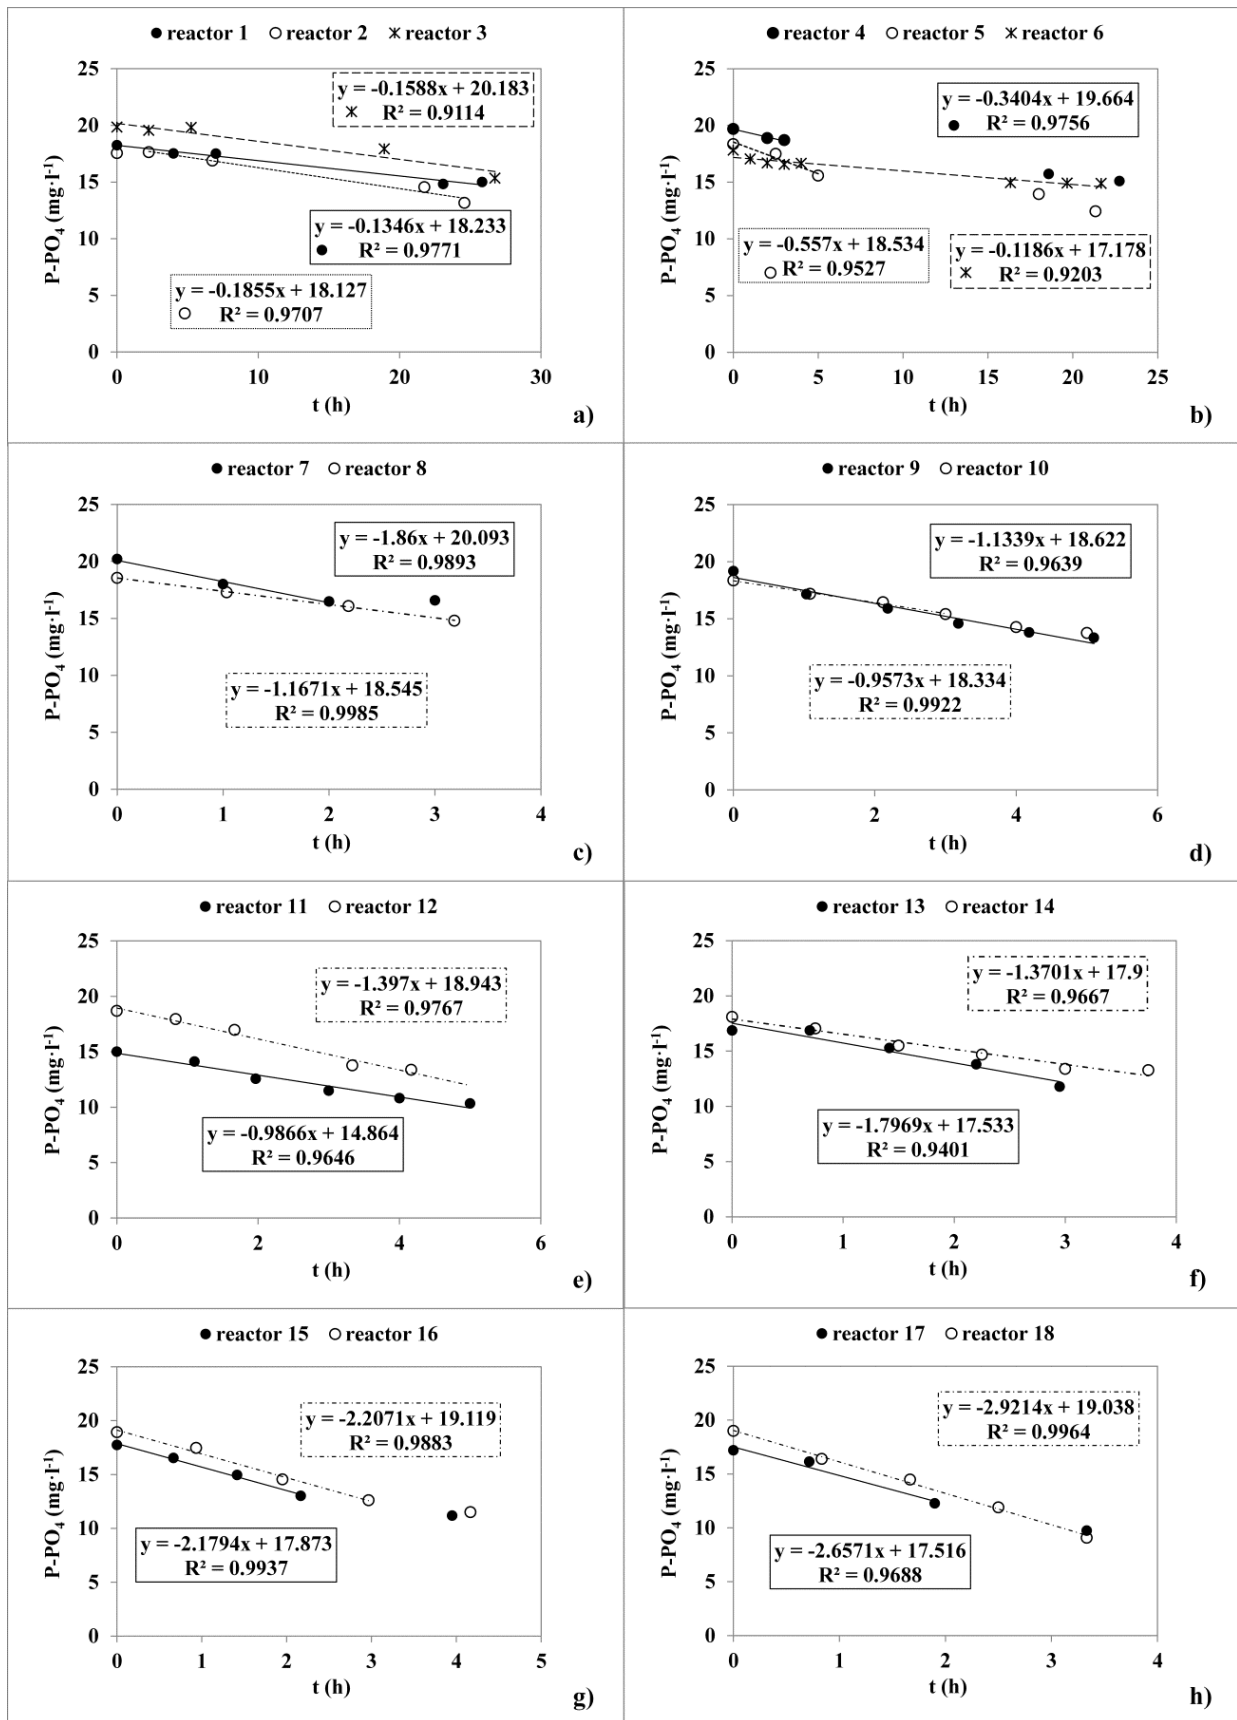 reactor 1 reactor 2 reactor 3
25
20
15
10
5
0
P-PO₄ (mg·l⁻¹)
y = -0.1588x + 20.183
R² = 0.9114
y = -0.1346x + 18.233
R² = 0.9771
y = -0.1855x + 18.127
R² = 0.9707
0 10 20 30
t (h)
a)
reactor 4 reactor 5 reactor 6
25
20
15
10
5
0
P-PO₄ (mg·l⁻¹)
y = -0.3404x + 19.664
R² = 0.9756
y = -0.557x + 18.534
R² = 0.9527
y = -0.1186x + 17.178
R² = 0.9203
0 5 10 15 20 25
t (h)
b)
reactor 7 reactor 8
25
20
15
10
5
0
P-PO₄ (mg·l⁻¹)
y = -1.86x + 20.093
R² = 0.9893
y = -1.1671x + 18.545
R² = 0.9985
0 1 2 3 4
t (h)
c)
reactor 9 reactor 10
25
20
15
10
5
0
P-PO₄ (mg·l⁻¹)
y = -1.1339x + 18.622
R² = 0.9639
y = -0.9573x + 18.334
R² = 0.9922
0 2 4 6
t (h)
d)
reactor 11 reactor 12
25
20
15
10
5
0
P-PO₄ (mg·l⁻¹)
y = -1.397x + 18.943
R² = 0.9767
y = -0.9866x + 14.864
R² = 0.9646
0 2 4 6
t (h)
e)
reactor 13 reactor 14
25
20
15
10
5
0
P-PO₄ (mg·l⁻¹)
y = -1.3701x + 17.9
R² = 0.9667
y = -1.7969x + 17.533
R² = 0.9401
0 1 2 3 4
t (h)
f)
reactor 15 reactor 16
25
20
15
10
5
0
P-PO₄ (mg·l⁻¹)
y = -2.2071x + 19.119
R² = 0.9883
y = -2.1794x + 17.873
R² = 0.9937
0 1 2 3 4 5
t (h)
g)
reactor 17 reactor 18
25
20
15
10
5
0
P-PO₄ (mg·l⁻¹)
y = -2.9214x + 19.038
R² = 0.9964
y = -2.6571x + 17.516
R² = 0.9688
0 1 2 3 4
t (h)
h)